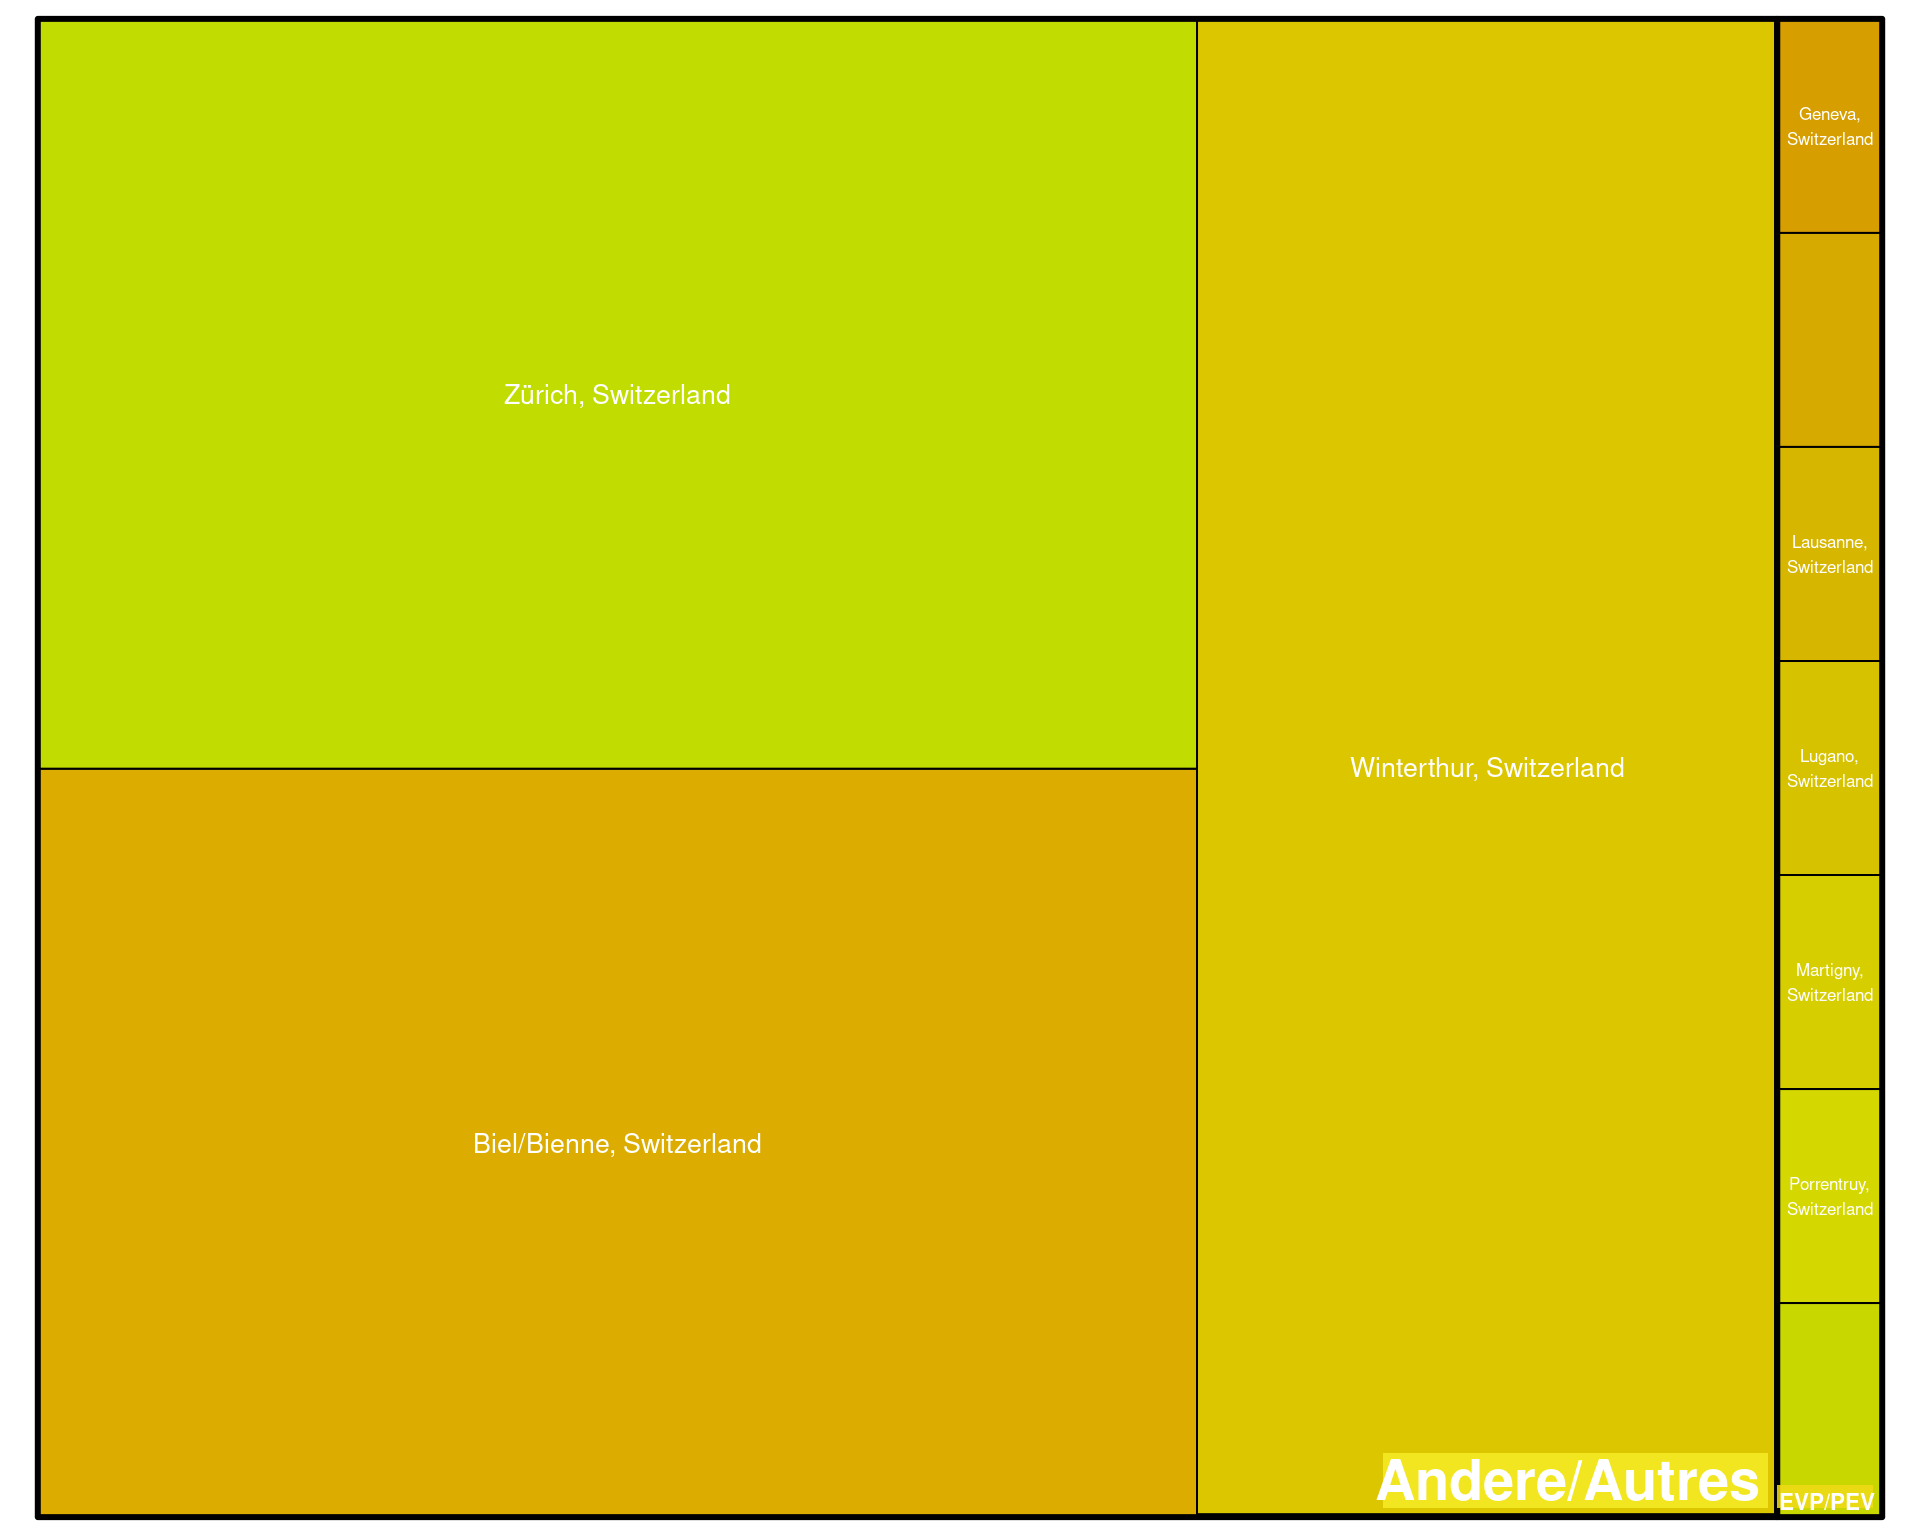 Zürich, Switzerland
Biel/Bienne, Switzerland
Winterthur, Switzerland
Andere/Autres
Geneva,
Switzerland
Lausanne,
Switzerland
Lugano,
Switzerland
Martigny,
Switzerland
Porrentruy,
Switzerland
EVP/PEV